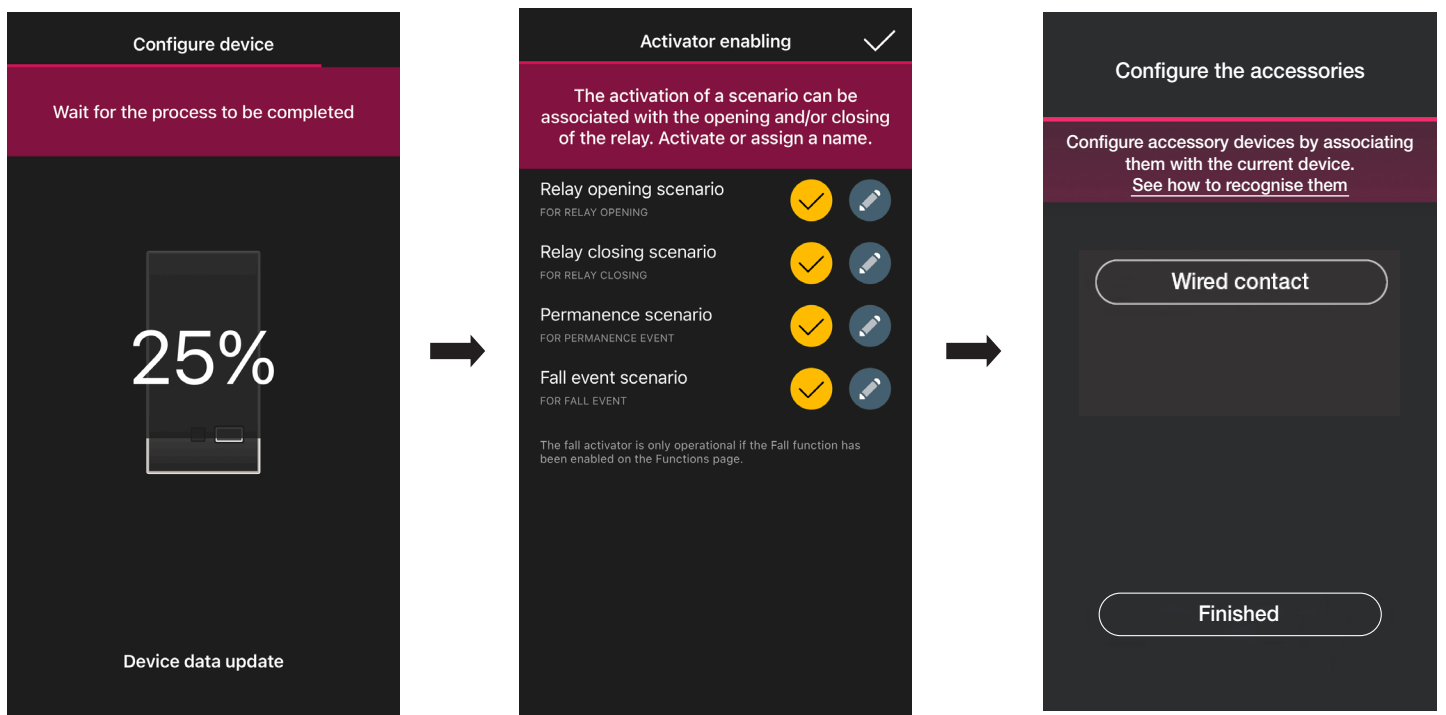 Configure device
Wait for the process to be completed
25%
Device data update
Activator enabling
The activation of a scenario can be
associated with the opening and/or closing
of the relay. Activate or assign a name.
Relay opening scenario
FOR RELAY OPENING
Relay closing scenario
FOR RELAY CLOSING
Permanence scenario
FOR PERMANENCE EVENT
Fall event scenario
FOR FALL EVENT
The fall activator is only operational if the Fall function has
been enabled on the Functions page.
Configure the accessories
Configure accessory devices by associating
them with the current device.
See how to recognise them
Wired contact
Finished